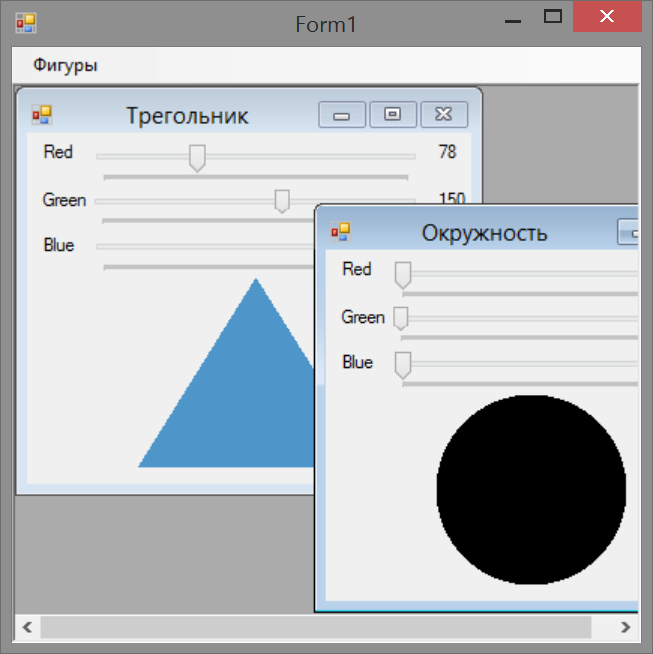 Form1
Фигуры
Трегольник
Red 78
Green 150
Blue
Окружность
Red
Green
Blue